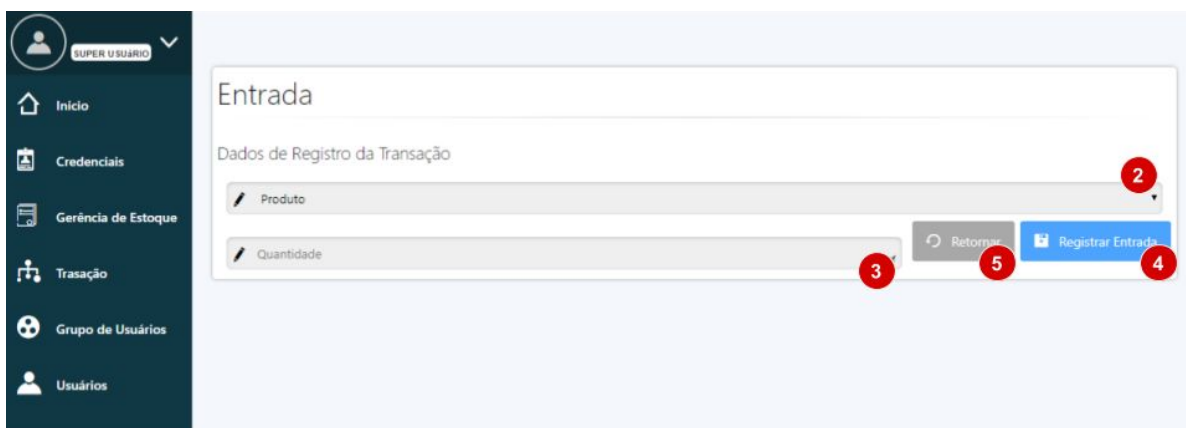 SUPER USUáRIO
Início
Credenciais
Gerência de Estoque
Trasação
Grupo de Usuários
Usuários
Entrada
Dados de Registro da Transação
2
Produto
Quantidade
3
Retornar
5
Registrar Entrada
4